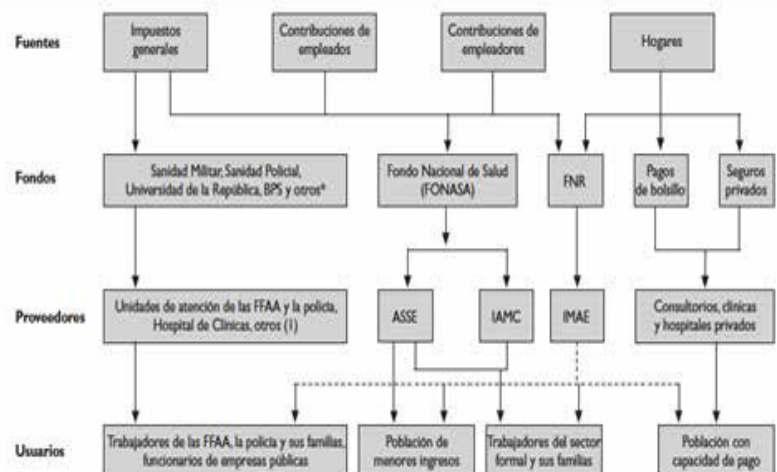 Fuentes
Impuestos
generales
Contribuciones de
empleados
Contribuciones de
empleadores
Hogares
Fondos
Sanidad Militar, Sanidad Policial,
Universidad de la República, BPS y otros*
Fondo Nacional de Salud
(FONASA)
FNR
Pagos
de bolsillo
Seguros
privados
Proveedores
Unidades de atención de las FFAA y la policía,
Hospital de Clínicas, otros (1)
ASSE
IAMC
IMAE
Consultorios, clínicas
y hospitales privados
Usuarios
Trabajadores de las FFAA, la policía y sus familias,
funcionarios de empresas públicas
Población de
menores ingresos
Trabajadores del sector
formal y sus familias
Población con
capacidad de pago